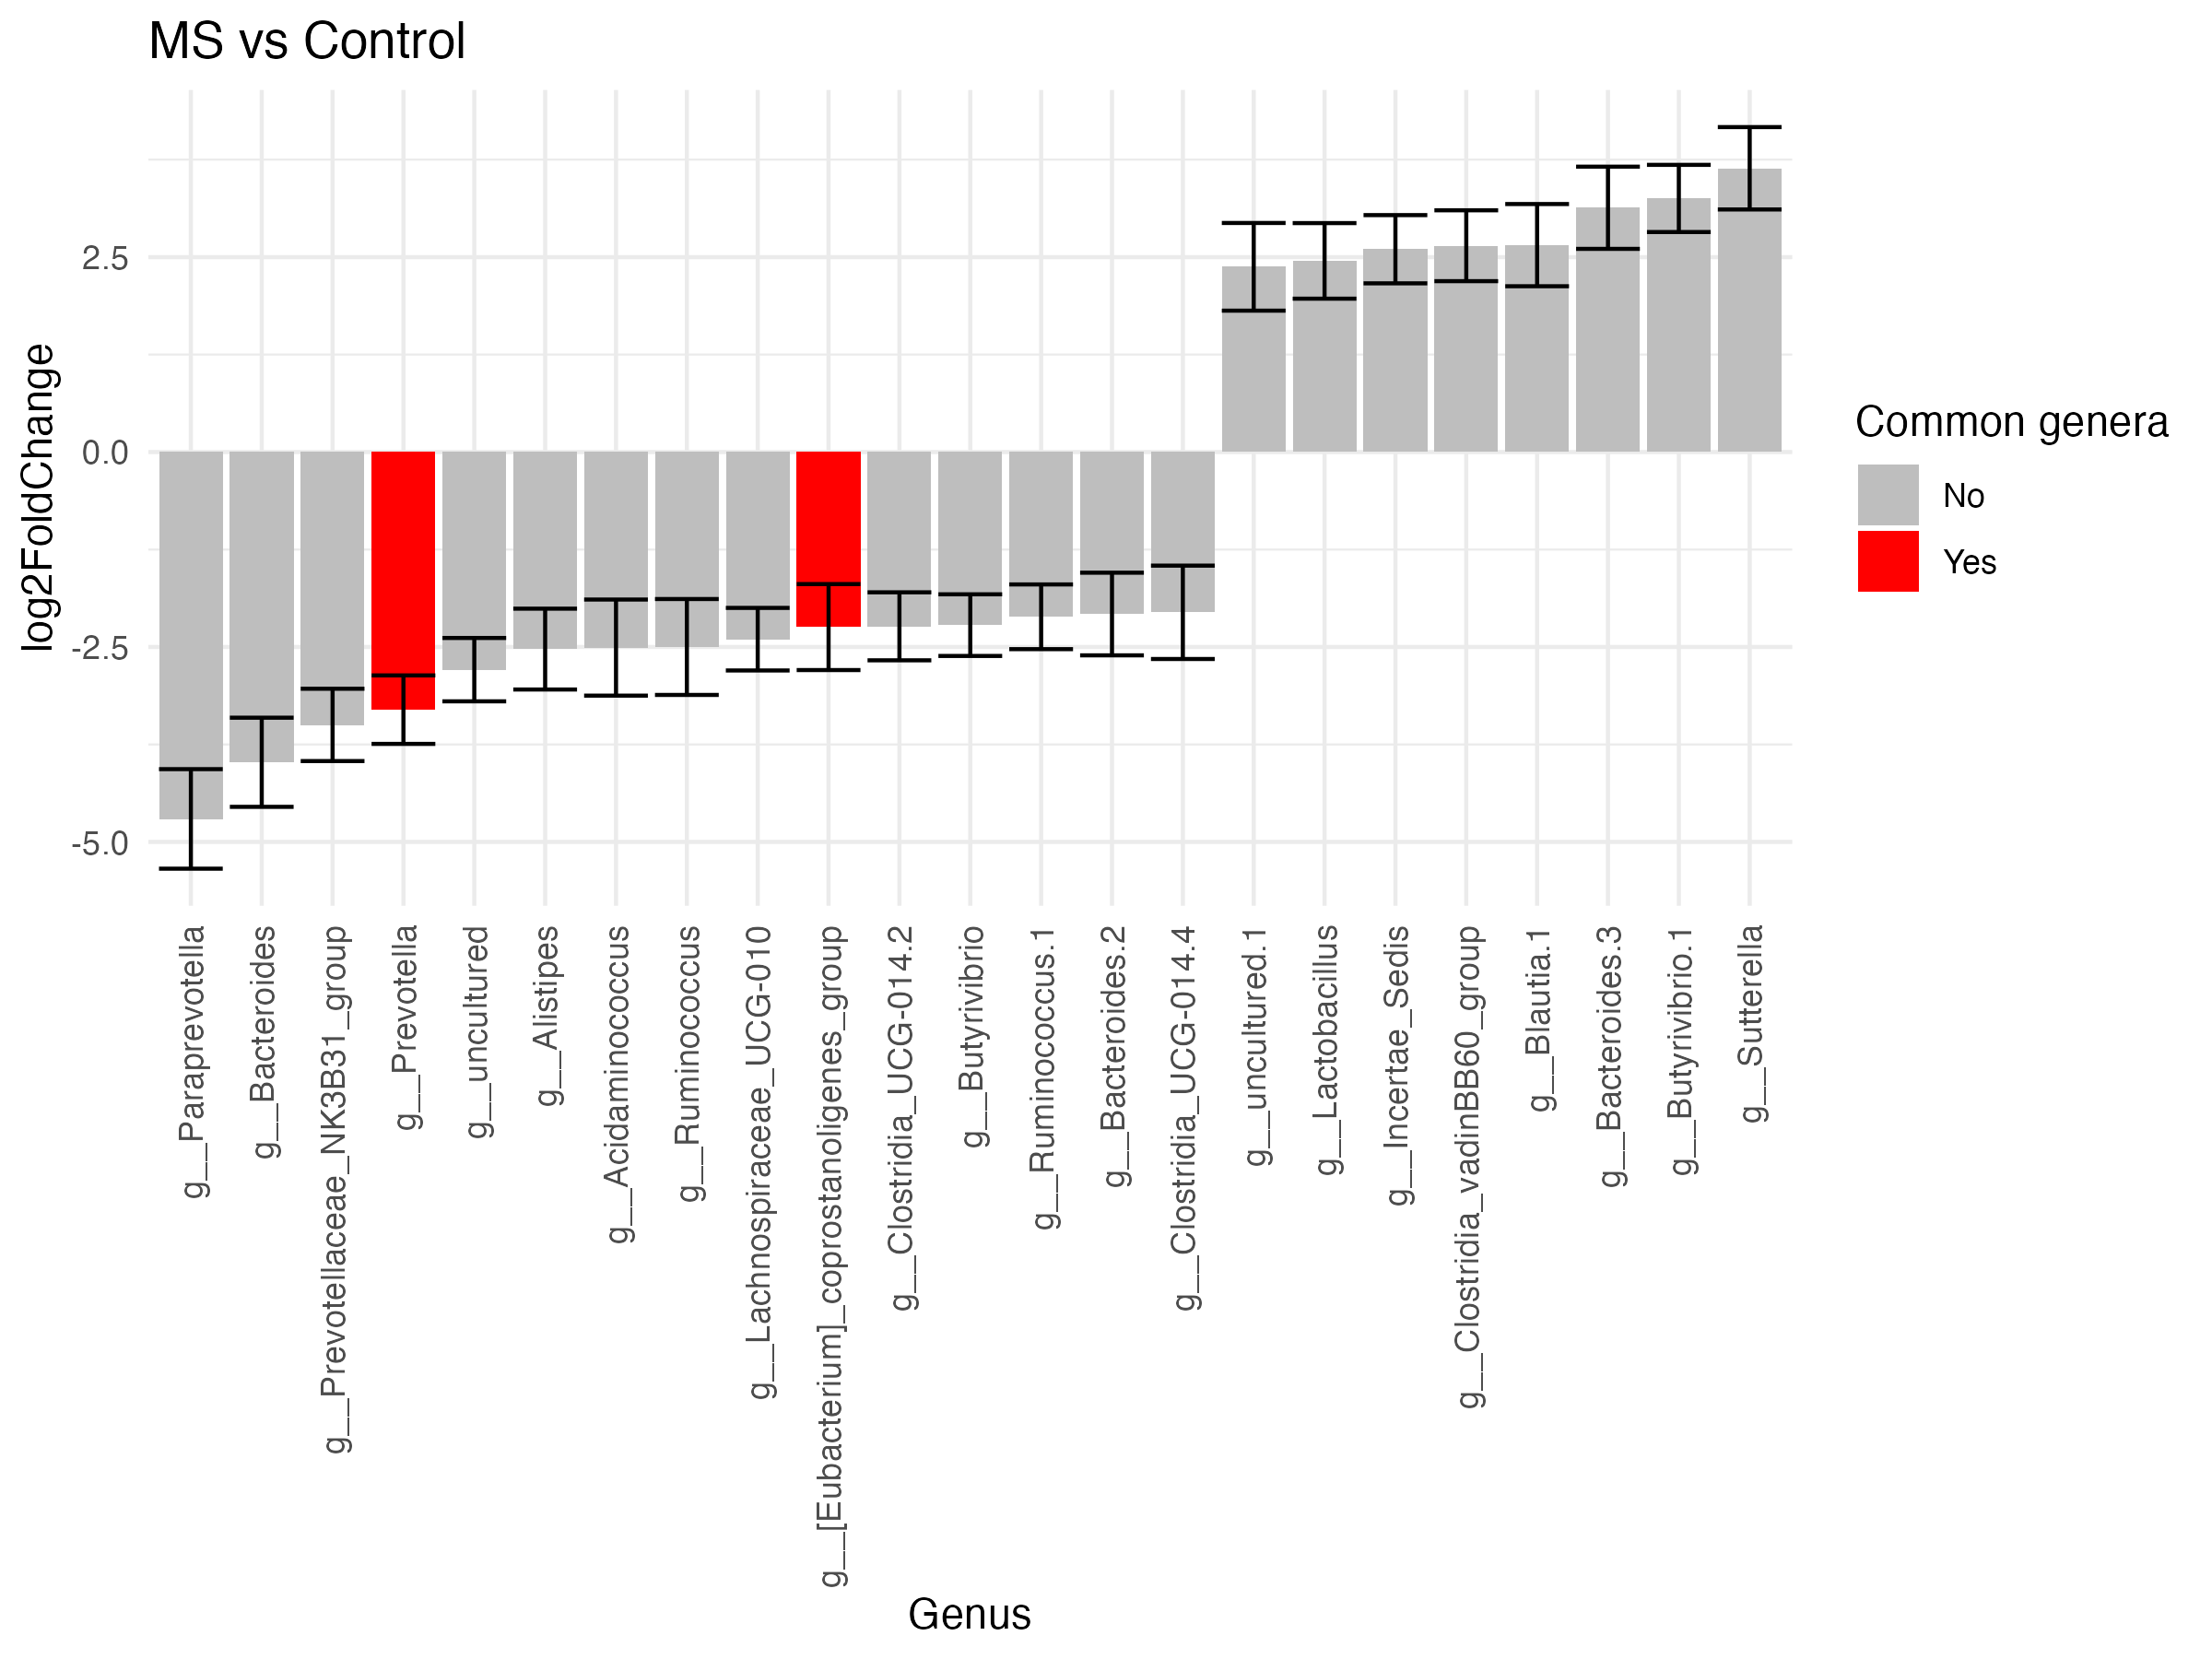 MS vs Control
log2FoldChange
2.5
0.0
-2.5
-5.0
g__Paraprevotella
g__Bacteroides
g__Prevotellaceae_NK3B31_group
g__Prevotella
g__uncultured
g__Alistipes
g__Acidaminococcus
g__Ruminococcus
g__Lachnospiraceae_UCG-010
g__[Eubacterium]_coprostanoligenes_group
g__Clostridia_UCG-014.2
g__Butyrivibrio
g__Ruminococcus.1
g__Bacteroides.2
g__Clostridia_UCG-014.4
g__uncultured.1
g__Lactobacillus
g__Incertae_Sedis
g__Clostridia_vadinBB60_group
g__Blautia.1
g__Bacteroides.3
g__Butyrivibrio.1
g__Sutterella
Genus
Common genera
No
Yes